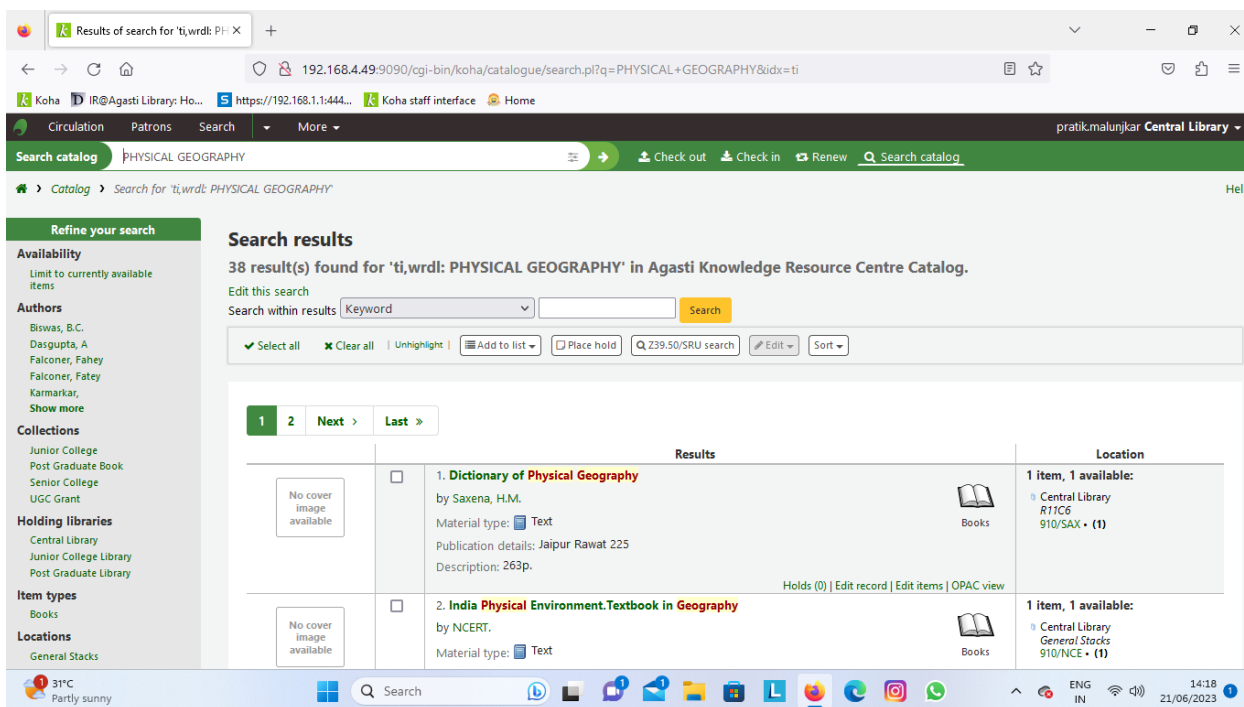 Results of search for 'ti,wrdl: PH
192.168.4.49:9090/cgi-bin/koha/catalogue/search.pl?q=PHYSICAL+GEOGRAPHY&idx=ti
Koha IR@Agasti Library: Ho... https://192.168.1.1:444... Koha staff interface Home
Circulation Patrons Search More pratik.malunjkar Central Library
Search catalog PHYSICAL GEOGRAPHY Check out Check in Renew Search catalog
Catalog Search for 'ti,wrdl: PHYSICAL GEOGRAPHY' Hel
Refine your search
Availability
Limit to currently available
items
Authors
Biswas, B.C.
Dasgupta, A
Falconer, Fahey
Falconer, Fatey
Karmarkar,
Show more
Collections
Junior College
Post Graduate Book
Senior College
UGC Grant
Holding libraries
Central Library
Junior College Library
Post Graduate Library
Item types
Books
Locations
General Stacks
Search results
38 result(s) found for 'ti,wrdl: PHYSICAL GEOGRAPHY' in Agasti Knowledge Resource Centre Catalog.
Edit this search
Search within results Keyword Search
Select all Clear all | Unhighlight | Add to list Place hold Z39.50/SRU search Edit Sort
1 2 Next Last
Results Location
No cover
image
available
1. Dictionary of Physical Geography
by Saxena, H.M.
Material type: Text
Publication details: Jaipur Rawat 225
Description: 263p.
Books
Holds (0) | Edit record | Edit items | OPAC view
1 item, 1 available:
Central Library
R11C6
910/SAX • (1)
No cover
image
available
2. India Physical Environment.Textbook in Geography
by NCERT.
Material type: Text
Books
1 item, 1 available:
Central Library
General Stacks
910/NCE • (1)
1 31°C
Partly sunny
Search
1
1
ENG
IN
14:18
21/06/2023
1